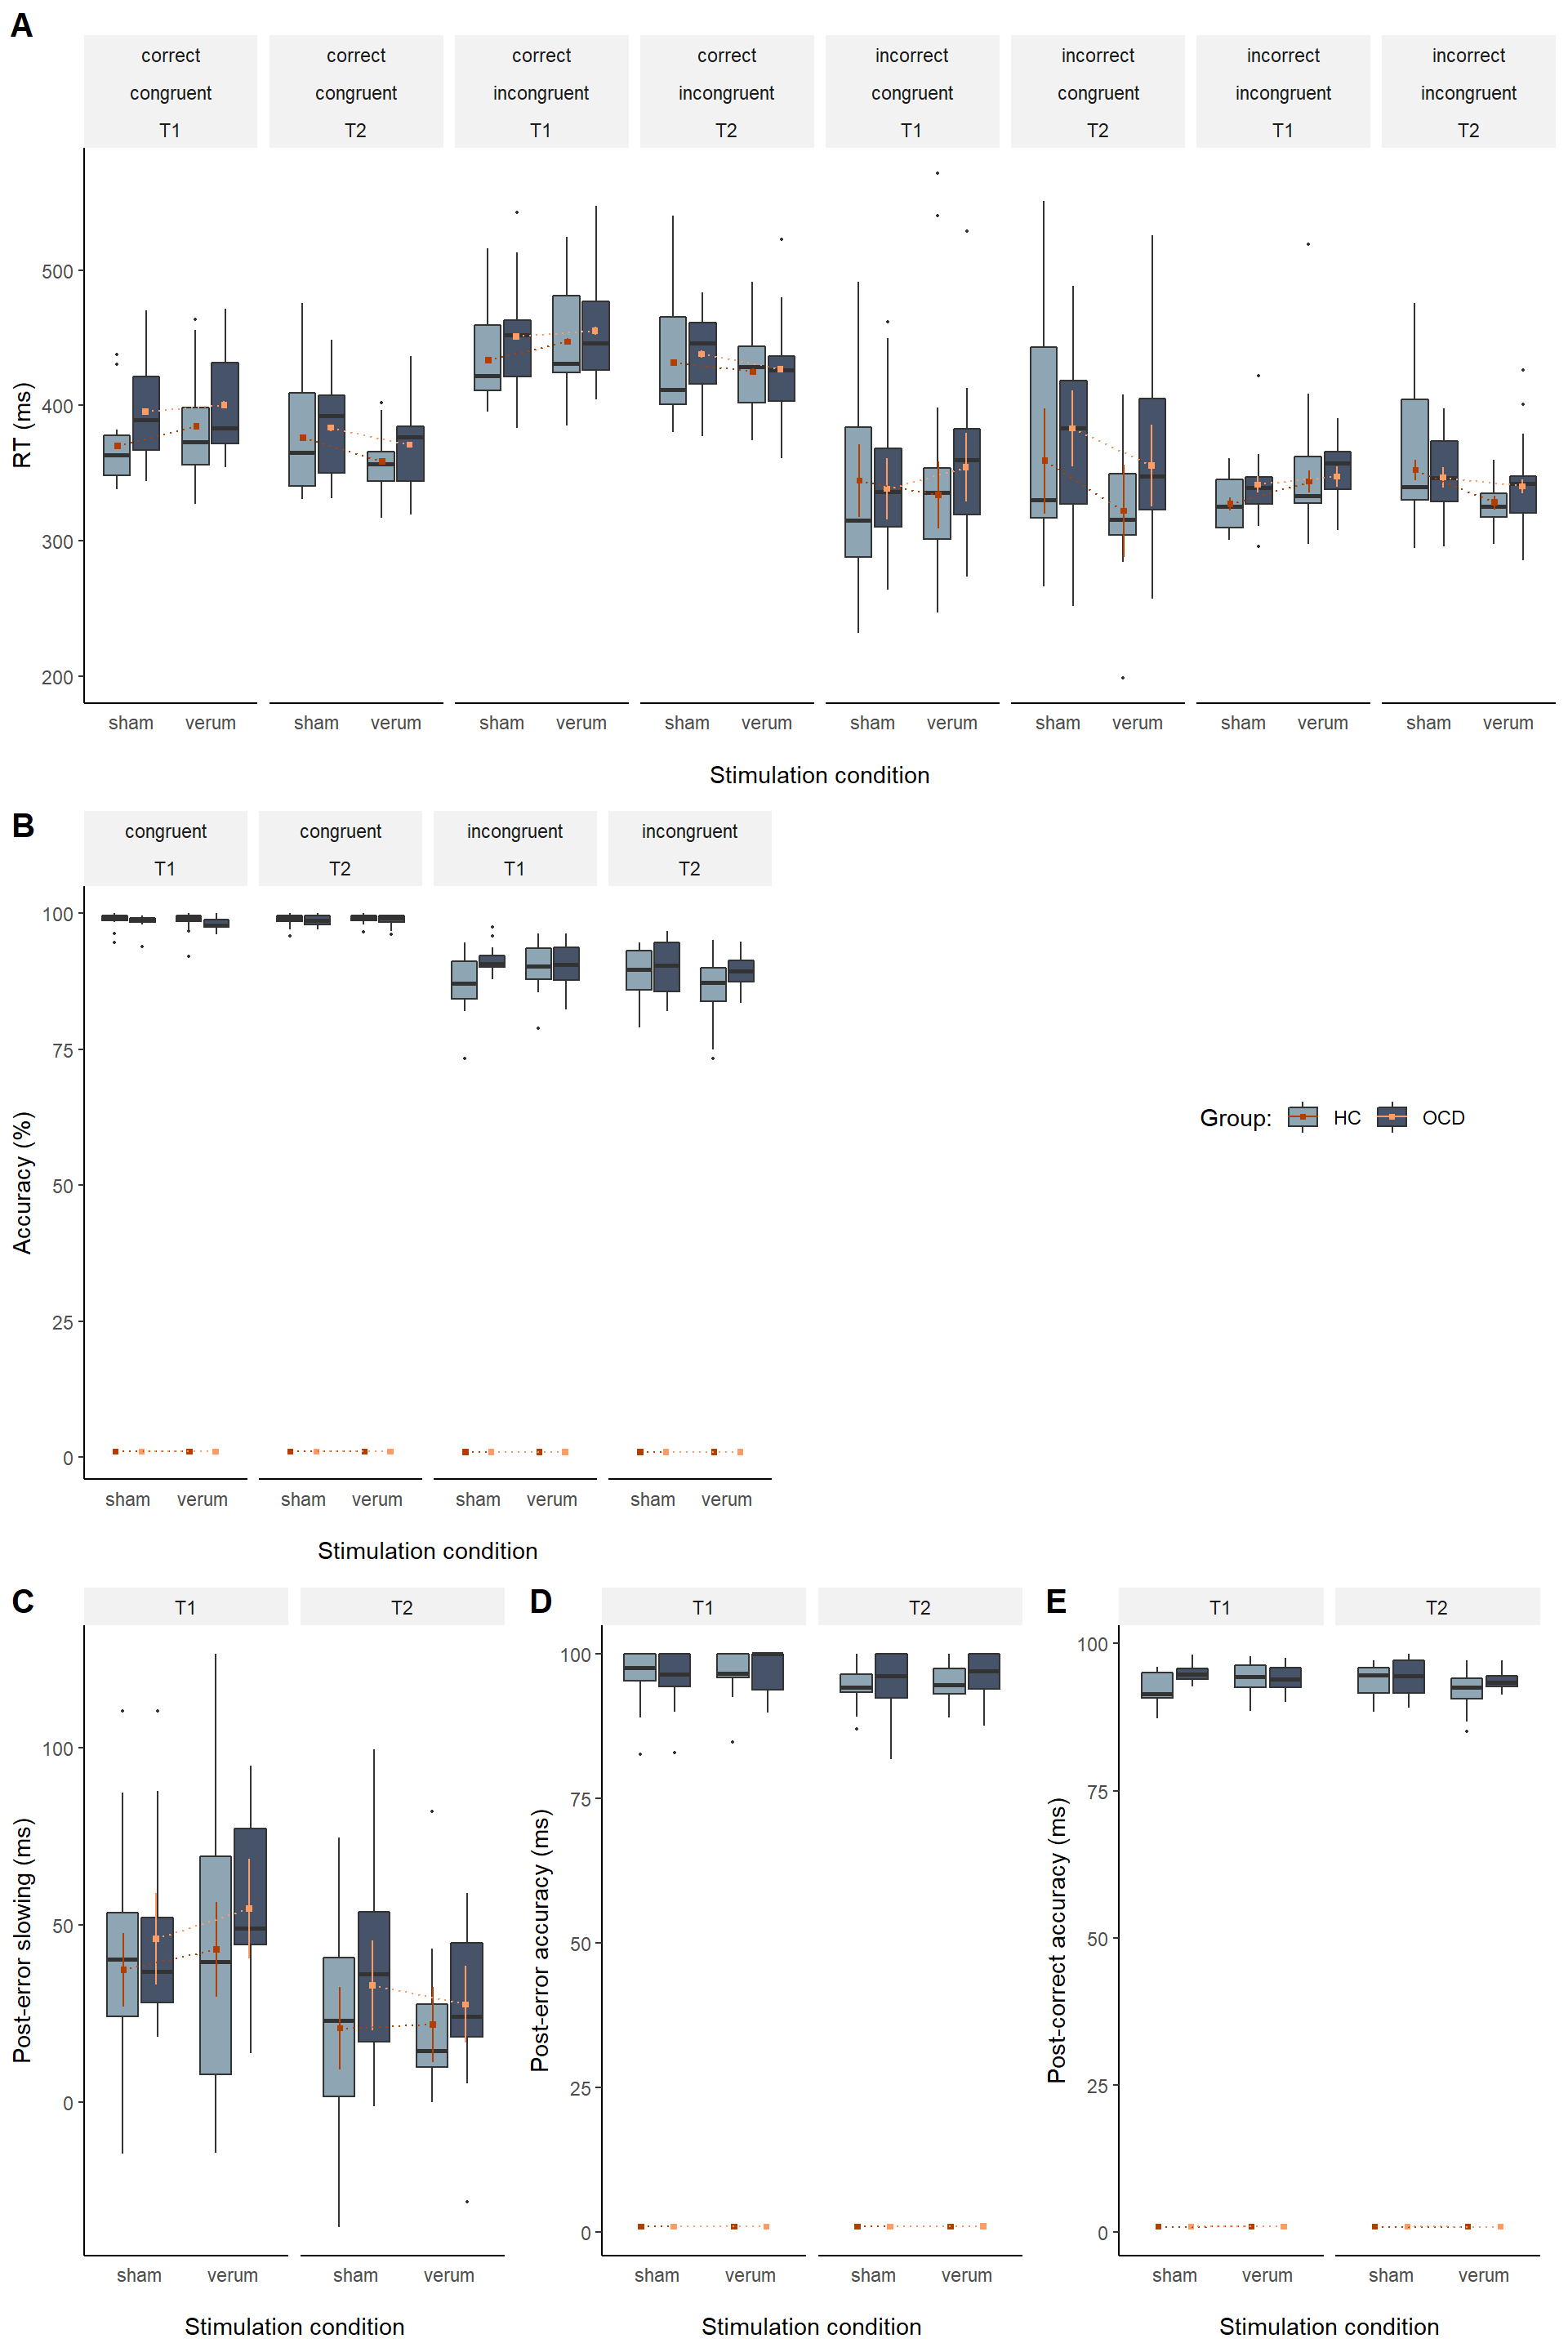 A
correct correct correct correct incorrect incorrect incorrect incorrect
congruent congruent incongruent incongruent congruent congruent incongruent incongruent
T1 T2 T1 T2 T1 T2 T1 T2
RT (ms)
500
400
300
200
sham verum sham verum sham verum sham verum sham verum sham verum sham verum sham verum
Stimulation condition
B
congruent congruent incongruent incongruent
T1 T2 T1 T2
Accuracy (%)
100
75
50
25
0
sham verum sham verum sham verum sham verum
Stimulation condition
Group: HC OCD
C
T1 T2
Post-error slowing (ms)
100
50
0
sham verum sham verum
Stimulation condition
D
T1 T2
Post-error accuracy (ms)
100
75
50
25
0
sham verum sham verum
Stimulation condition
E
T1 T2
Post-correct accuracy (ms)
100
75
50
25
0
sham verum sham verum
Stimulation condition